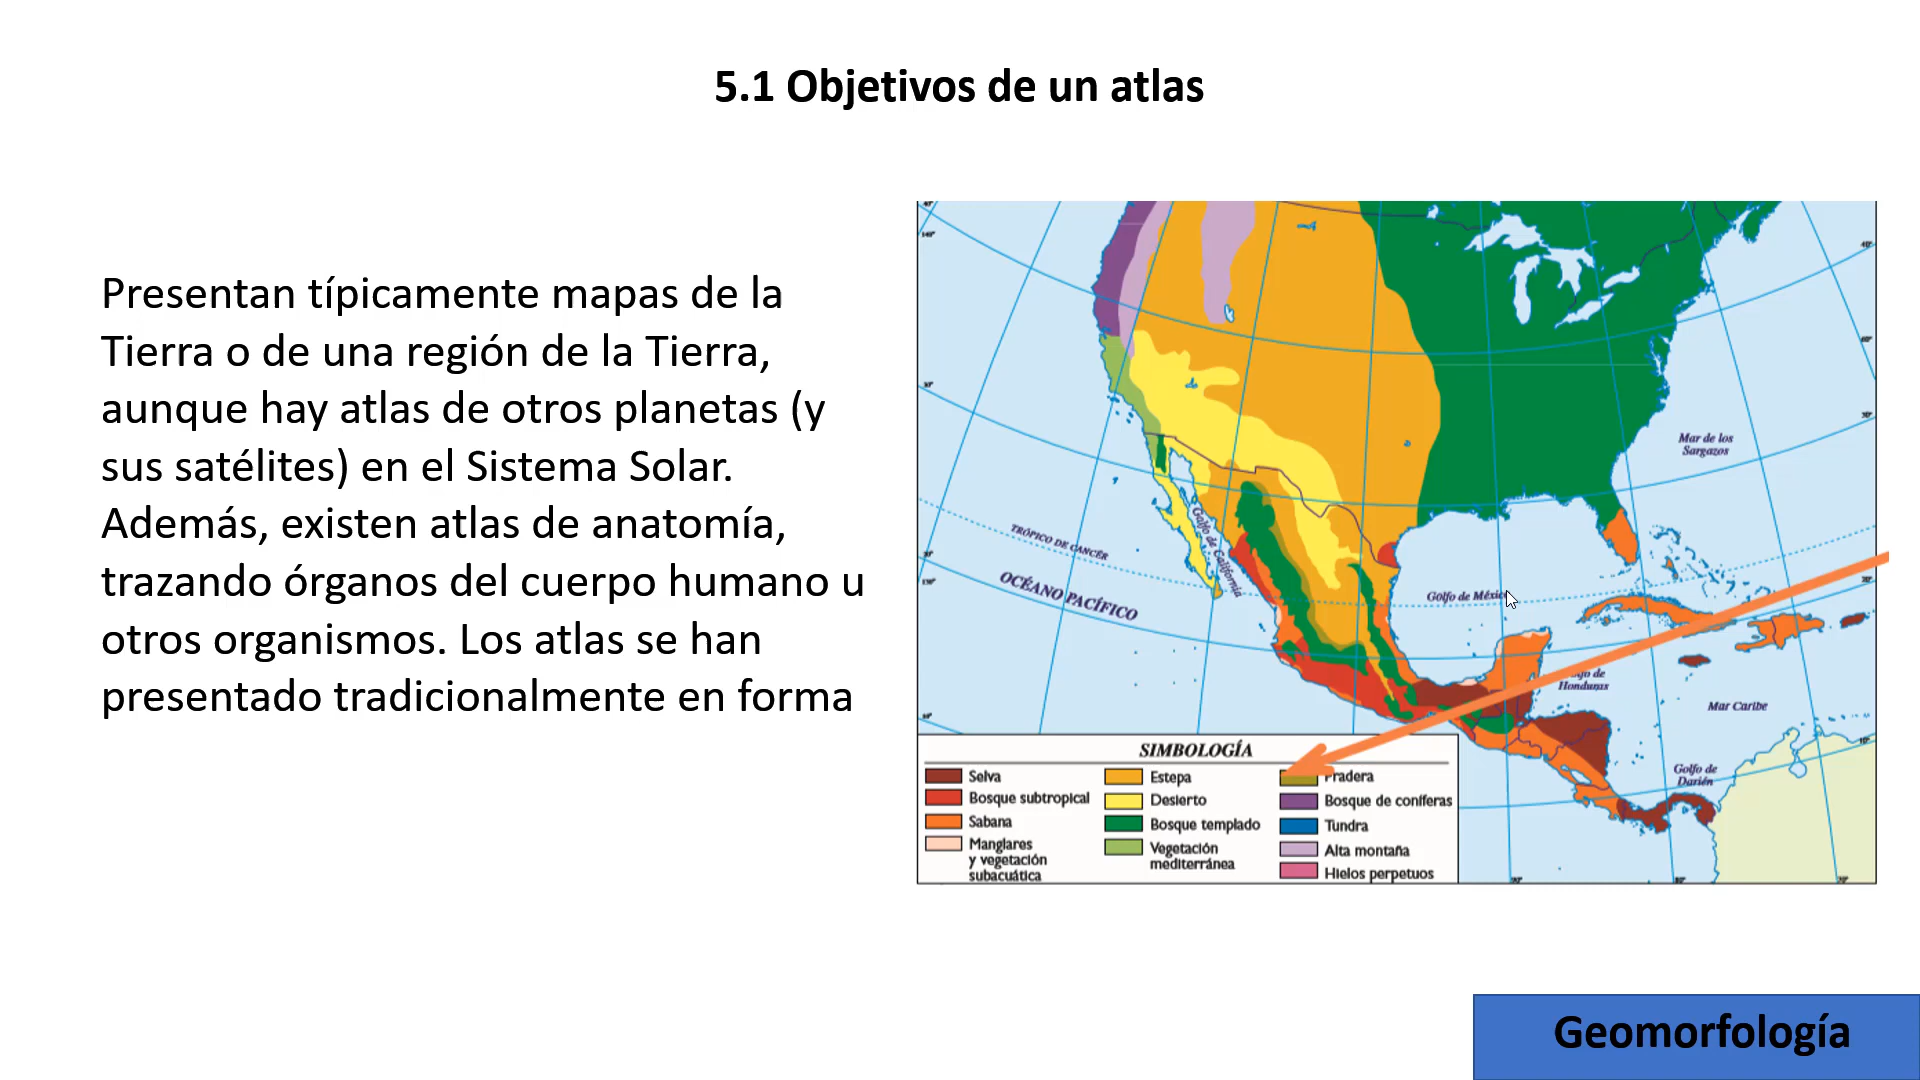 5.1 Objetivos de un atlas
Presentan típicamente mapas de la
Tierra o de una región de la Tierra,
aunque hay atlas de otros planetas (y
sus satélites) en el Sistema Solar.
Además, existen atlas de anatomía,
trazando órganos del cuerpo humano u
otros organismos. Los atlas se han
presentado tradicionalmente en forma
Mar de los
Sargazos
TRÓPICO DE CANCÉR
OCÉANO PACÍFICO
Golfo de California
Golfo de Méxic
de
Honduras
Mar Caribe
Golfo de
Darién
SIMBOLOGÍA
Selva
Bosque subtropical
Sabana
Manglares
y vegetación
subacuática
Estepa
Desierto
Bosque templado
Vegetación
mediterránea
Pradera
Bosque de coníferas
Tundra
Alta montaña
Hielos perpetuos
Geomorfología